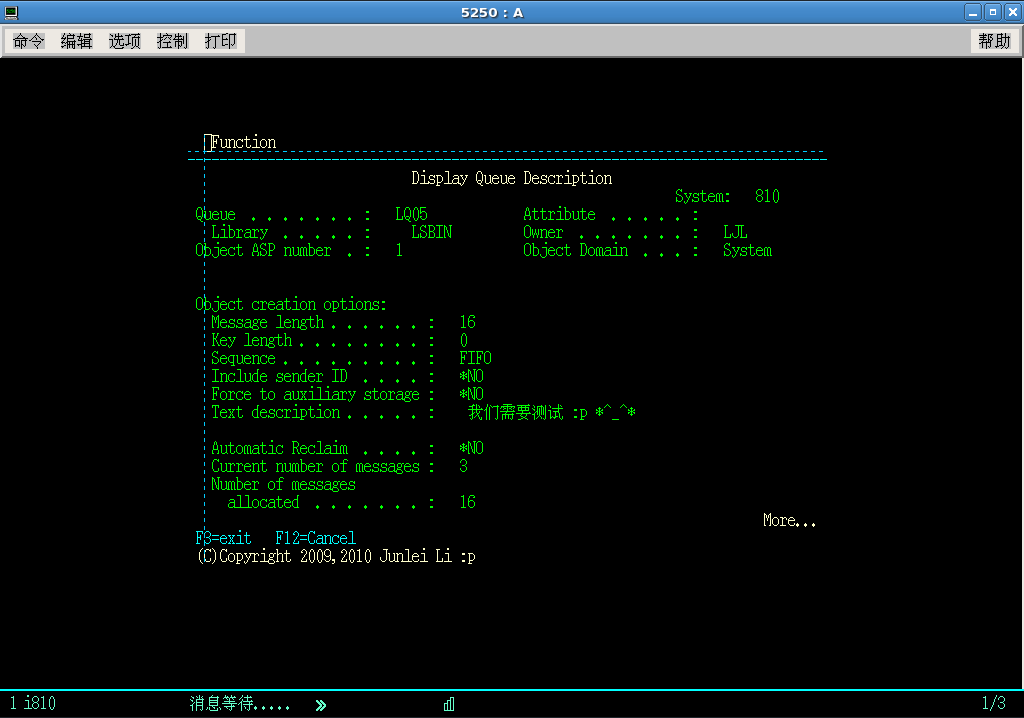 5250 : A
命令 编辑 选项 控制 打印 帮助
Function
Display Queue Description
System: 810
Queue . . . . . . . : LQ05 Attribute . . . . . :
Library . . . . . : LSBIN Owner . . . . . . . : LJL
Object ASP number . : 1 Object Domain . . . : System
Object creation options:
Message length . . . . . . : 16
Key length . . . . . . . . : 0
Sequence . . . . . . . . . : FIFO
Include sender ID . . . . : *NO
Force to auxiliary storage : *NO
Text description . . . . . : 我们需要测试 :p *^_^*
Automatic Reclaim . . . . : *NO
Current number of messages : 3
Number of messages
allocated . . . . . . . : 16
More...
F3=exit F12=Cancel
(C)Copyright 2009,2010 Junlei Li :p
1 i810 消息等待..... » 1/3